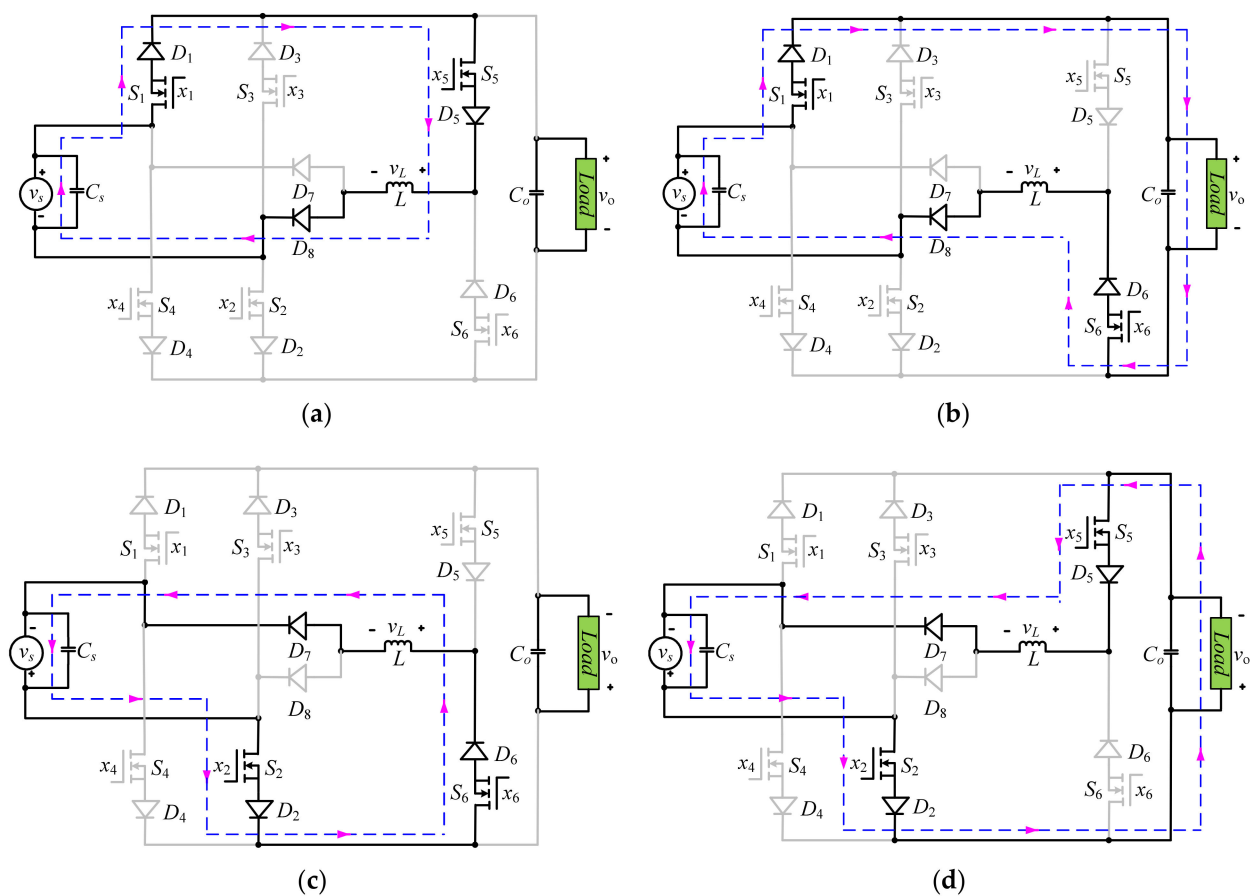 D1 D3
S1 x1 S3 x3 x5 S5
D5
+ vs - Cs
D7 - vL + L
D8
Co + Load vo -
x4 S4 x2 S2 D6
D4 D2 S6 x6
(a)
D1 D3
S1 x1 S3 x3 x5 S5
D5
+ vs - Cs
D7 - vL + L
D8
Co + Load vo -
x4 S4 x2 S2 D6
D4 D2 S6 x6
(b)
D1 D3
S1 x1 S3 x3 x5 S5
D5
- vs + Cs
D7 - vL + L
D8
Co - Load vo +
x4 S4 x2 S2 D6
D4 D2 S6 x6
(c)
D1 D3
S1 x1 S3 x3 x5 S5
D5
- vs + Cs
D7 - vL + L
D8
Co - Load vo +
x4 S4 x2 S2 D6
D4 D2 S6 x6
(d)